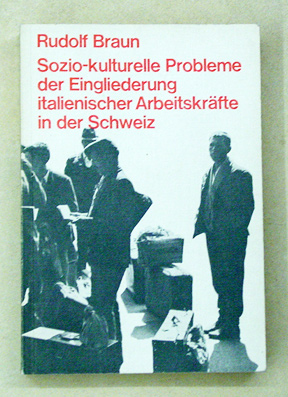 Rudolf Braun
Sozio-kulturelle Probleme
der Eingliederung
italienischer Arbeitskräfte
in der Schweiz